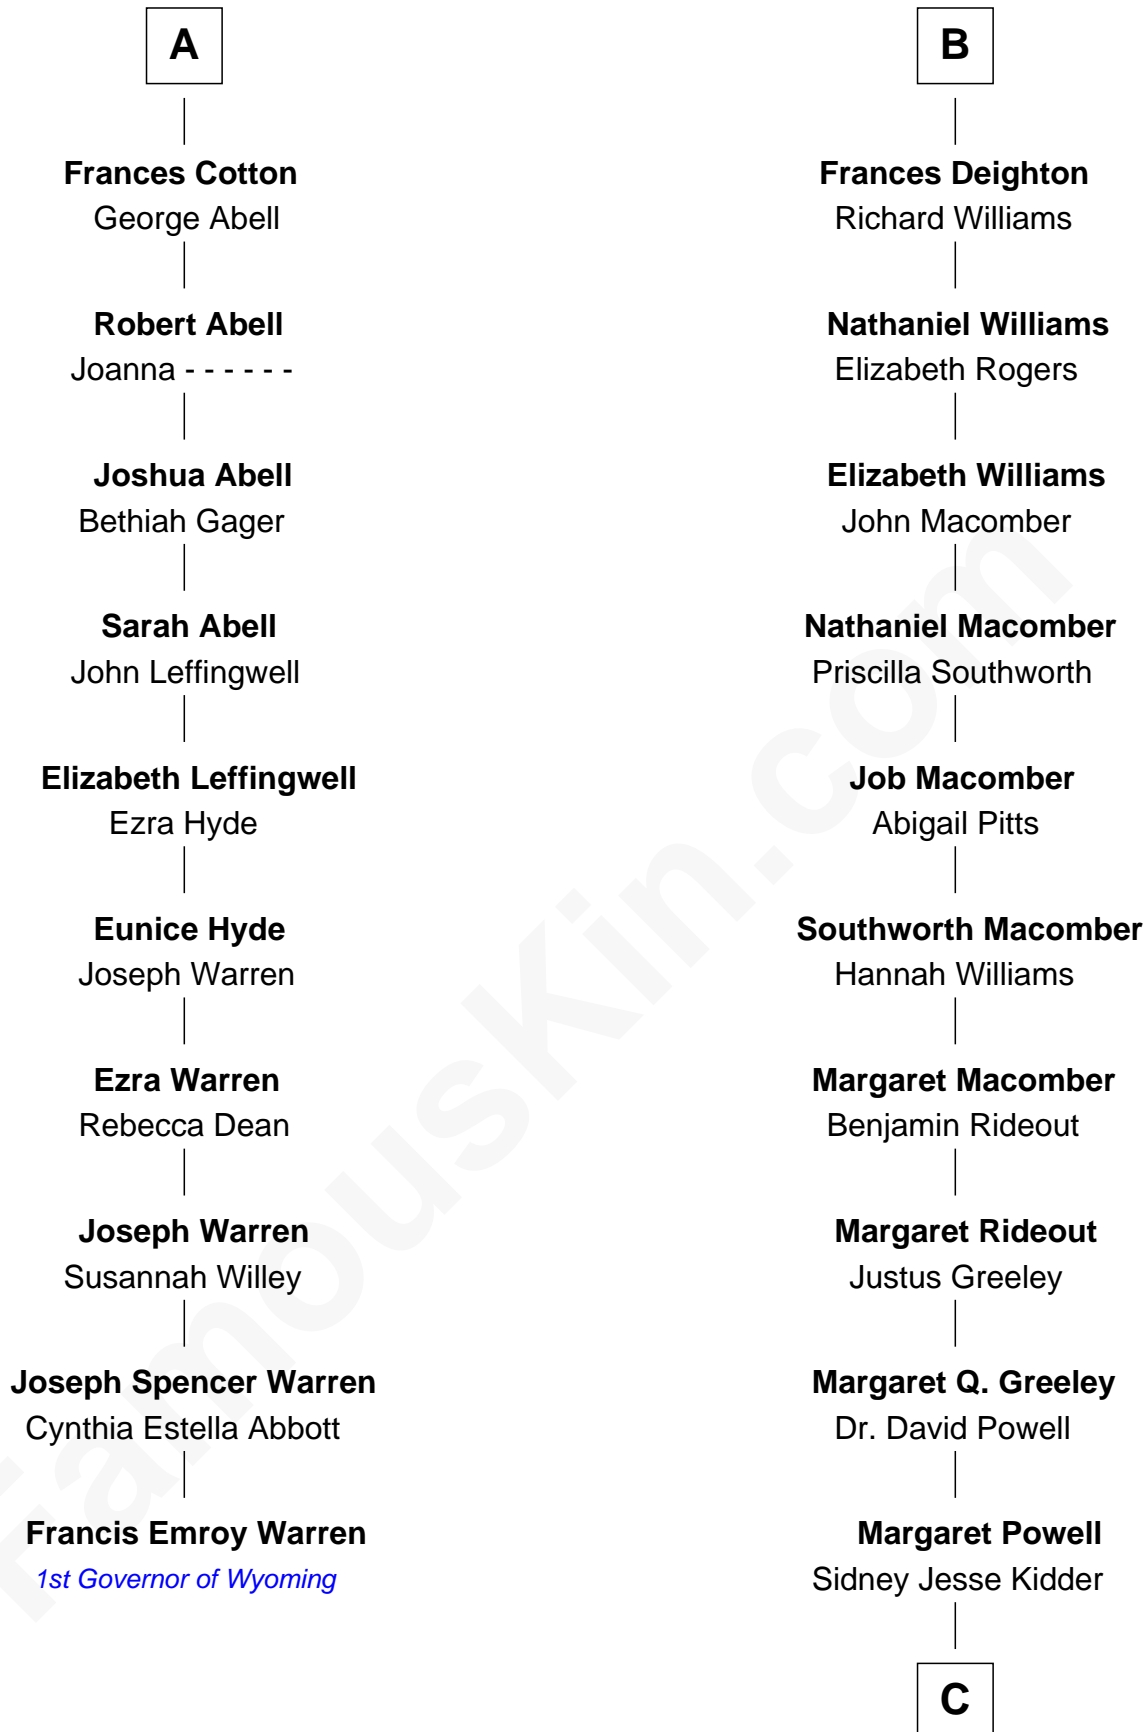 A
Frances Cotton
George Abell
Robert Abell
Joanna - - - - - -
Joshua Abell
Bethiah Gager
Sarah Abell
John Leffingwell
Elizabeth Leffingwell
Ezra Hyde
Eunice Hyde
Joseph Warren
Ezra Warren
Rebecca Dean
Joseph Warren
Susannah Willey
Joseph Spencer Warren
Cynthia Estella Abbott
Francis Emroy Warren
1st Governor of Wyoming
B
Frances Deighton
Richard Williams
Nathaniel Williams
Elizabeth Rogers
Elizabeth Williams
John Macomber
Nathaniel Macomber
Priscilla Southworth
Job Macomber
Abigail Pitts
Southworth Macomber
Hannah Williams
Margaret Macomber
Benjamin Rideout
Margaret Rideout
Justus Greeley
Margaret Q. Greeley
Dr. David Powell
Margaret Powell
Sidney Jesse Kidder
C
FamousKin.com